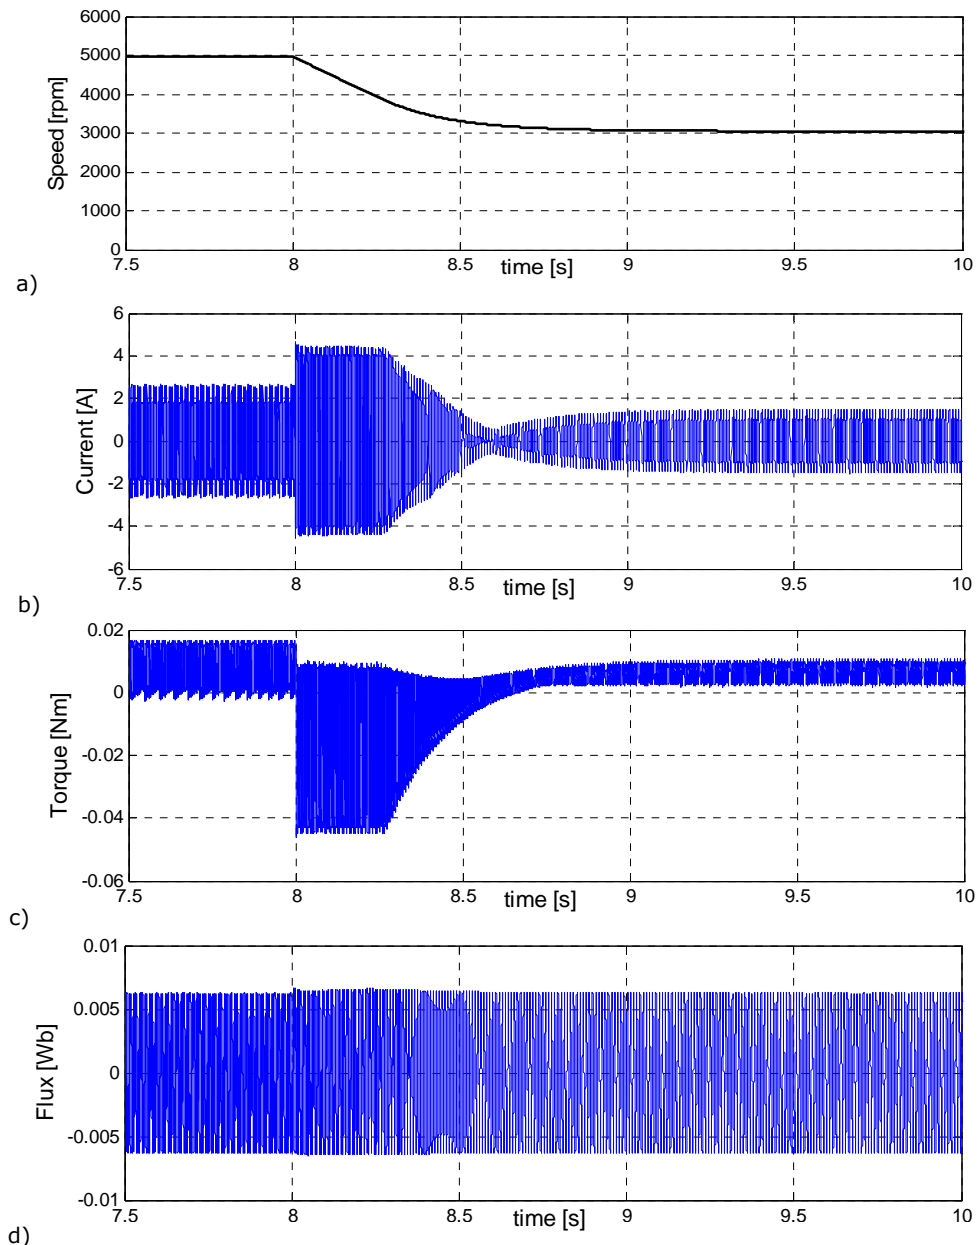 6000
5000
4000
3000
2000
1000
0
Speed [rpm]
7.5 8 8.5 9 9.5 10
time [s]
a)
6
4
2
0
-2
-4
-6
Current [A]
7.5 8 8.5 9 9.5 10
time [s]
b)
0.02
0
-0.02
-0.04
-0.06
Torque [Nm]
7.5 8 8.5 9 9.5 10
time [s]
c)
0.01
0.005
0
-0.005
-0.01
Flux [Wb]
7.5 8 8.5 9 9.5 10
time [s]
d)